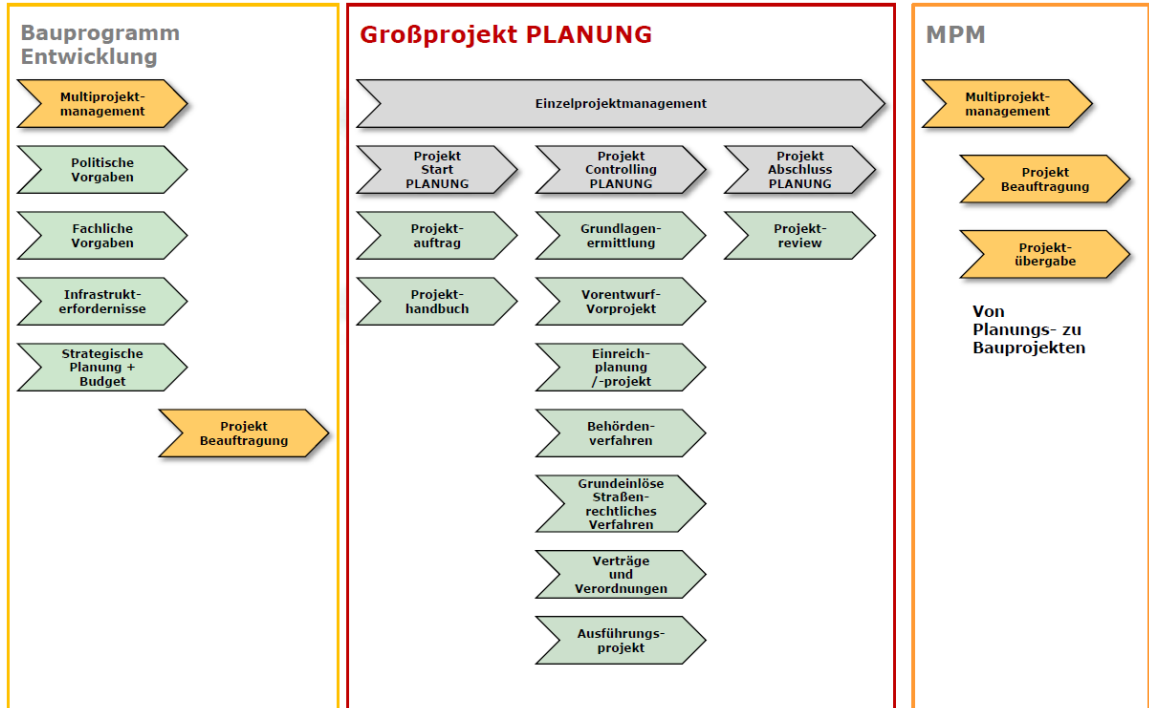 Bauprogramm
Entwicklung
Multiprojekt-
management
Politische
Vorgaben
Fachliche
Vorgaben
Infrastrukt-
erfordernisse
Strategische
Planung +
Budget
Projekt
Beauftragung
Großprojekt PLANUNG
Einzelprojektmanagement
Projekt
Start
PLANUNG
Projekt-
auftrag
Projekt-
handbuch
Projekt
Controlling
PLANUNG
Grundlagen-
ermittlung
Vorentwurf-
Vorprojekt
Einreich-
planung
/-projekt
Behörden-
verfahren
Grundeinlöse
Straßen-
rechtliches
Verfahren
Verträge
und
Verordnungen
Ausführungs-
projekt
Projekt
Abschluss
PLANUNG
Projekt-
review
MPM
Multiprojekt-
management
Projekt
Beauftragung
Projekt-
übergabe
Von
Planungs- zu
Bauprojekten